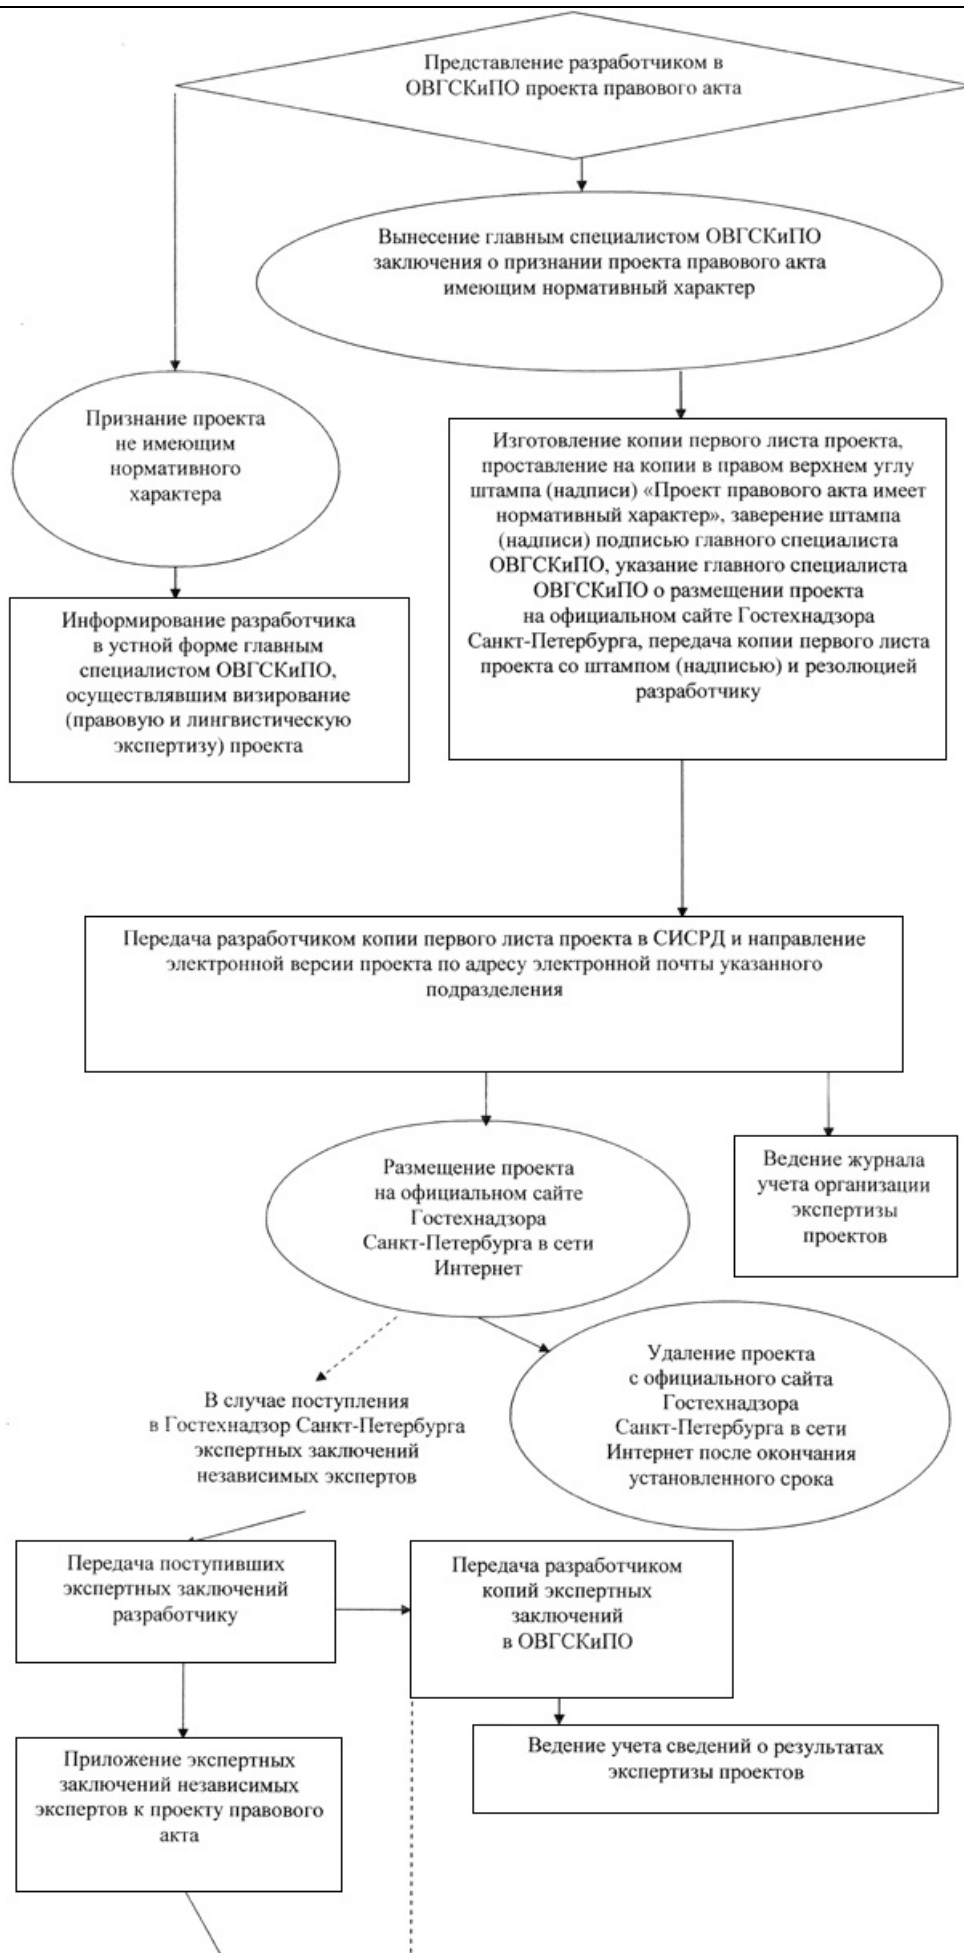 Представление разработчиком в
ОВГСКиПО проекта правового акта
Вынесение главным специалистом ОВГСКиПО
заключения о признании проекта правового акта
имеющим нормативный характер
Признание проекта
не имеющим
нормативного
характера
Изготовление копии первого листа проекта,
проставление на копии в правом верхнем углу
штампа (надписи) «Проект правового акта имеет
нормативный характер», заверение штампа
(надписи) подписью главного специалиста
ОВГСКиПО, указание главного специалиста
ОВГСКиПО о размещении проекта
на официальном сайте Гостехнадзора
Санкт-Петербурга, передача копии первого листа
проекта со штампом (надписью) и резолюцией
разработчику
Информирование разработчика
в устной форме главным
специалистом ОВГСКиПО,
осуществлявшим визирование
(правовую и лингвистическую
экспертизу) проекта
Передача разработчиком копии первого листа проекта в СИСРД и направление
электронной версии проекта по адресу электронной почты указанного
подразделения
Размещение проекта
на официальном сайте
Гостехнадзора
Санкт-Петербурга в сети
Интернет
Ведение журнала
учета организации
экспертизы
проектов
Удаление проекта
с официального сайта
Гостехнадзора
Санкт-Петербурга в сети
Интернет после окончания
установленного срока
В случае поступления
в Гостехнадзор Санкт-Петербурга
экспертных заключений
независимых экспертов
Передача поступивших
экспертных заключений
разработчику
Передача разработчиком
копий экспертных
заключений
в ОВГСКиПО
Ведение учета сведений о результатах
экспертизы проектов
Приложение экспертных
заключений независимых
экспертов к проекту правового
акта